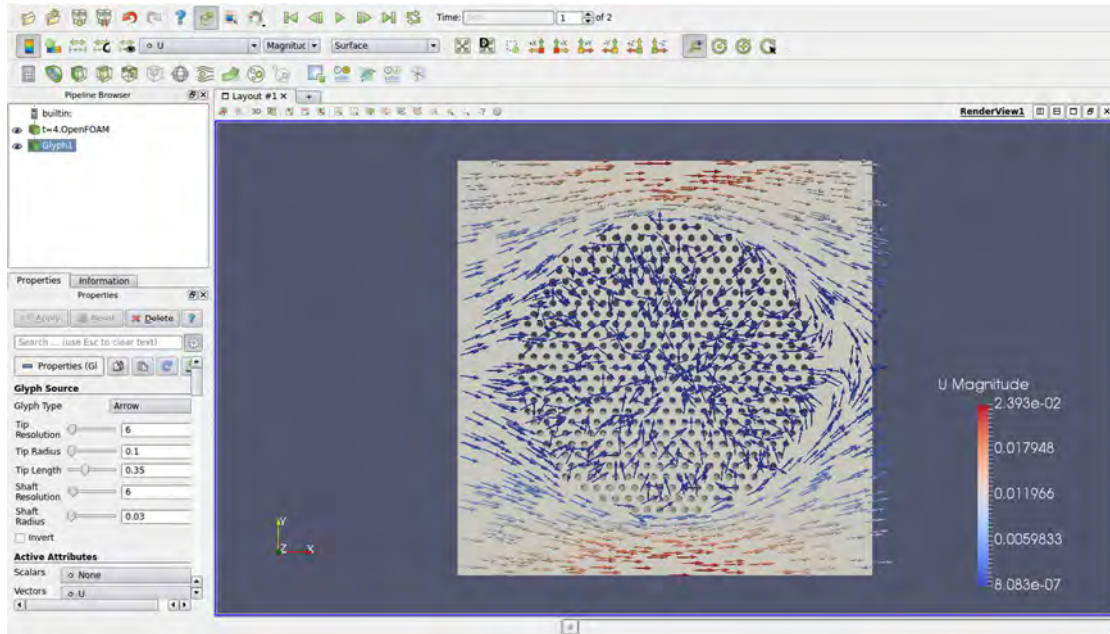 Time:
1
of 2
U
Magnituc
Surface
Pipeline Browser
Layout #1
builtin:
t=4.OpenFOAM
Glyph1
RenderView1
Properties
Information
Properties
Apply
Reset
Delete
?
Search ... (use Esc to clear text)
Properties (Gl
Glyph Source
Glyph Type
Arrow
Tip
Resolution
6
Tip Radius
0.1
Tip Length
0.35
Shaft
Resolution
6
Shaft
Radius
0.03
Invert
Active Attributes
Scalars
None
Vectors
U
U Magnitude
2.393e-02
0.017948
0.011966
0.0059833
8.083e-07
Y
Z
X